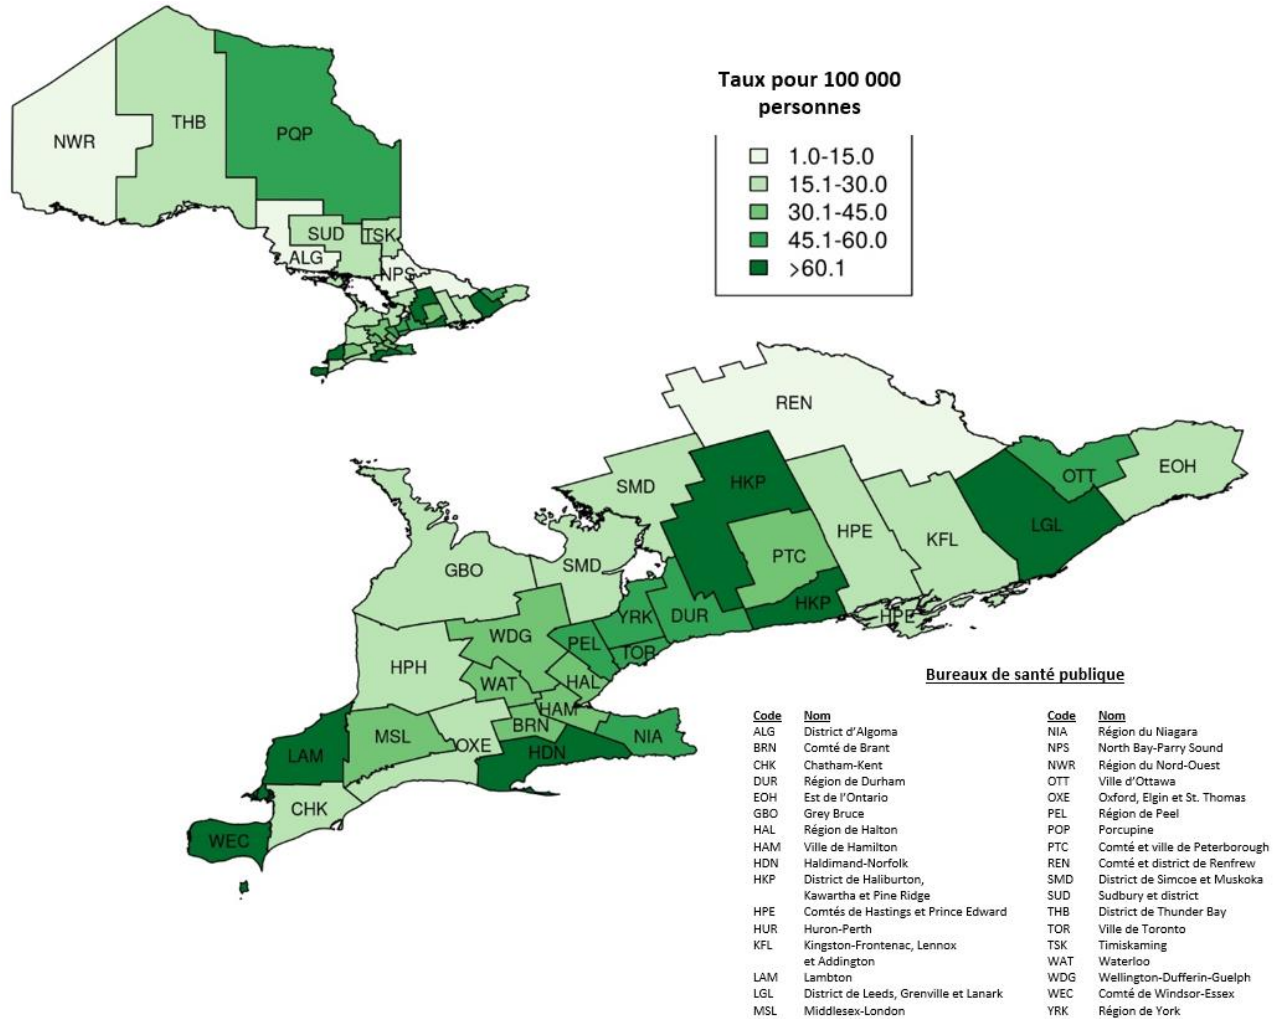 NWR
THB
PQP
SUD
TSK
ALG
NPS
Taux pour 100 000
personnes
1.0-15.0
15.1-30.0
30.1-45.0
45.1-60.0
>60.1
REN
SMD
HKP
OTT
EOH
HPE
KFL
LGL
GBO
SMD
PTC
HKP
HPE
YRK
DUR
WDG
PEL
TOR
HPH
WAT
HAL
HAM
MSL
BRN
NIA
LAM
OXE
HDN
CHK
WEC
Bureaux de santé publique
Code Nom
ALG District d'Algoma
BRN Comté de Brant
CHK Chatham-Kent
DUR Région de Durham
EOH Est de l'Ontario
GBO Grey Bruce
HAL Région de Halton
HAM Ville de Hamilton
HDN Haldimand-Norfolk
HKP District de Haliburton,
Kawartha et Pine Ridge
HPE Comtés de Hastings et Prince Edward
HUR Huron-Perth
KFL Kingston-Frontenac, Lennox
et Addington
LAM Lambton
LGL District de Leeds, Grenville et Lanark
MSL Middlesex-London
Code Nom
NIA Région du Niagara
NPS North Bay-Parry Sound
NWR Région du Nord-Ouest
OTT Ville d'Ottawa
OXE Oxford, Elgin et St. Thomas
PEL Région de Peel
POP Porcupine
PTC Comté et ville de Peterborough
REN Comté et district de Renfrew
SMD District de Simcoe et Muskoka
SUD Sudbury et district
THB District de Thunder Bay
TOR Ville de Toronto
TSK Timiskaming
WAT Waterloo
WDG Wellington-Dufferin-Guelph
WEC Comté de Windsor-Essex
YRK Région de York